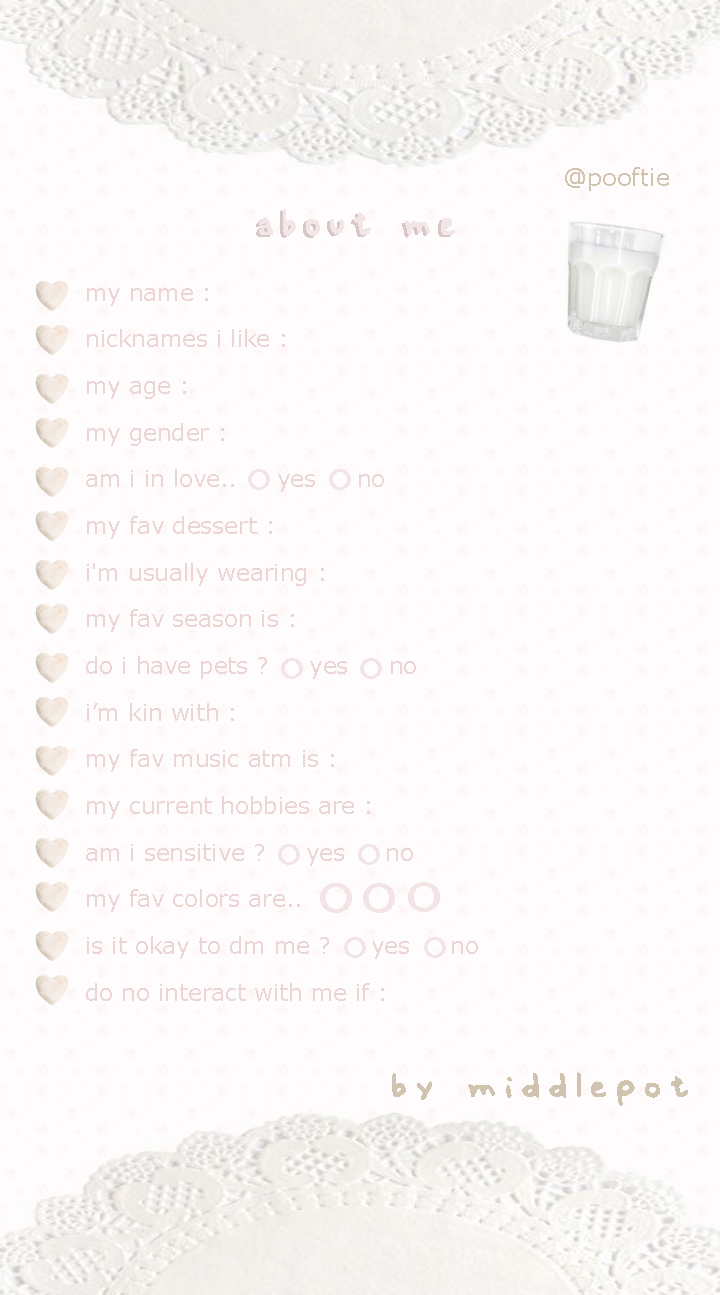 @pooftie
about me
my name :
nicknames i like :
my age :
my gender :
am i in love.. yes no
my fav dessert :
i'm usually wearing :
my fav season is :
do i have pets ? yes no
i’m kin with :
my fav music atm is :
my current hobbies are :
am i sensitive ? yes no
my fav colors are..
is it okay to dm me ? yes no
do no interact with me if :
by middlepot